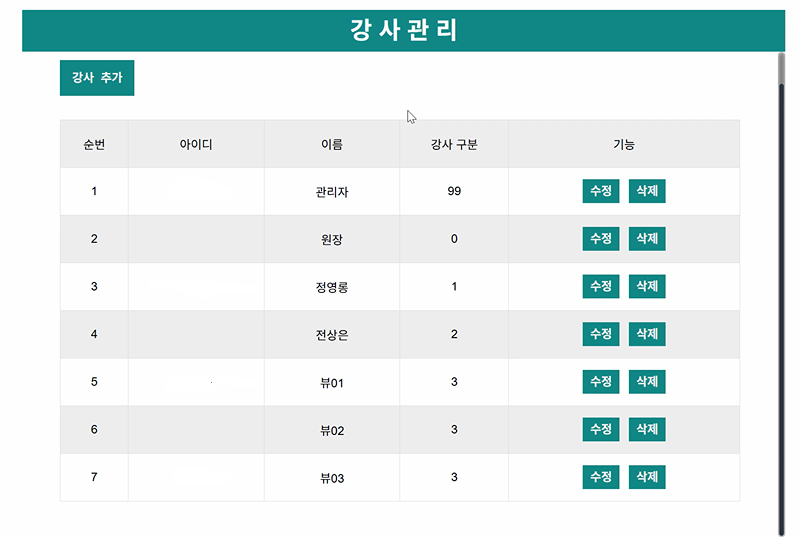 강사관리
강사 추가
순번 아이디 이름 강사 구분 기능
1 관리자 99 수정 삭제
2 원장 0 수정 삭제
3 정영롱 1 수정 삭제
4 전상은 2 수정 삭제
5 뷰01 3 수정 삭제
6 뷰02 3 수정 삭제
7 뷰03 3 수정 삭제